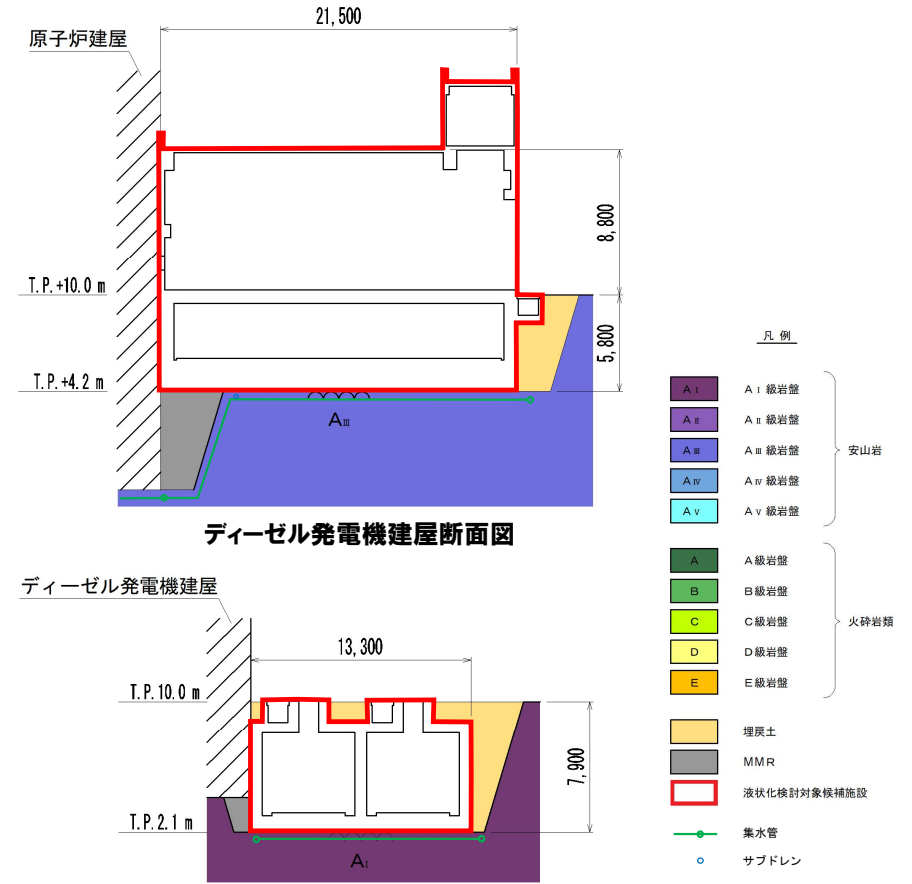 21,500
原子炉建屋
8,800
T.P.+10.0 m
5,800
T.P.+4.2 m
AⅢ
ディーゼル発電機建屋断面図
ディーゼル発電機建屋
13,300
T.P.10.0 m
7,900
T.P.2.1 m
AⅠ
凡 例
AⅠ AⅠ級岩盤
AⅡ AⅡ級岩盤
AⅢ AⅢ級岩盤
安山岩
AⅣ AⅣ級岩盤
AⅤ AⅤ級岩盤
A A級岩盤
B B級岩盤
C C級岩盤
火砕岩類
D D級岩盤
E E級岩盤
埋戻土
MMR
液状化検討対象候補施設
集水管
サブドレン